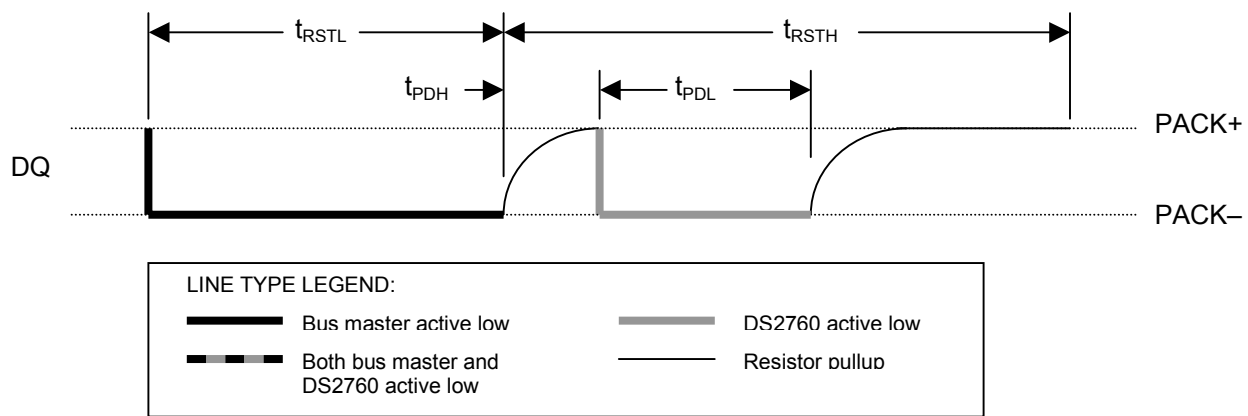 tRSTL
tRSTH
tPDH
tPDL
PACK+
DQ
PACK–
LINE TYPE LEGEND:
Bus master active low
DS2760 active low
Both bus master and
DS2760 active low
Resistor pullup